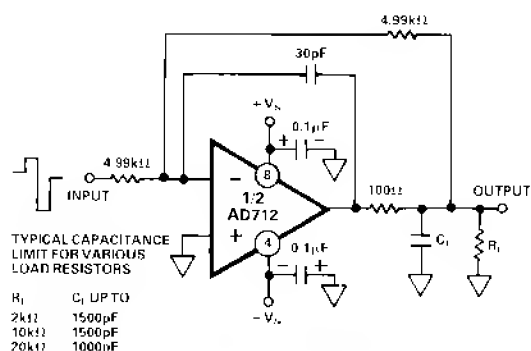 4.99kΩ
30pF
+Vs
0.1µF
+ −
4.99kΩ
8
−
INPUT
1/2
AD712
100Ω
OUTPUT
+
4
0.1µF
− +
CL
RL
−Vs
TYPICAL CAPACITANCE
LIMIT FOR VARIOUS
LOAD RESISTORS
RL CL UP TO
2kΩ 1500pF
10kΩ 1500pF
20kΩ 1000pF